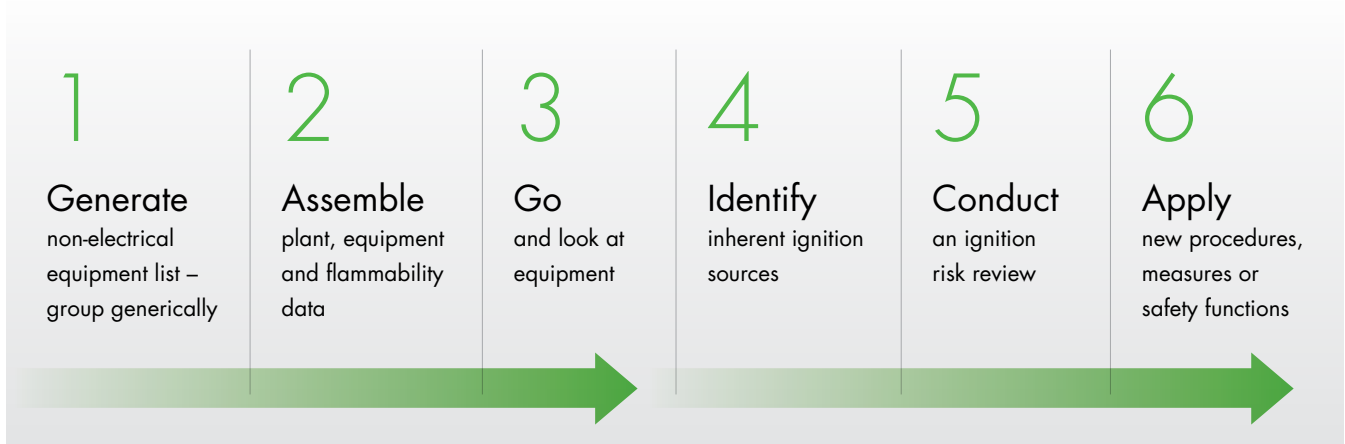 1
Generate
non-electrical
equipment list –
group generically
2
Assemble
plant, equipment
and flammability
data
3
Go
and look at
equipment
4
Identify
inherent ignition
sources
5
Conduct
an ignition
risk review
6
Apply
new procedures,
measures or
safety functions